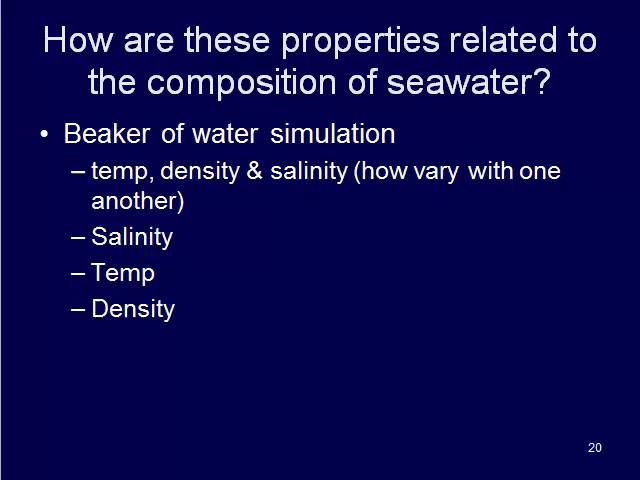 How are these properties related to
the composition of seawater?
• Beaker of water simulation
– temp, density & salinity (how vary with one
another)
– Salinity
– Temp
– Density
20